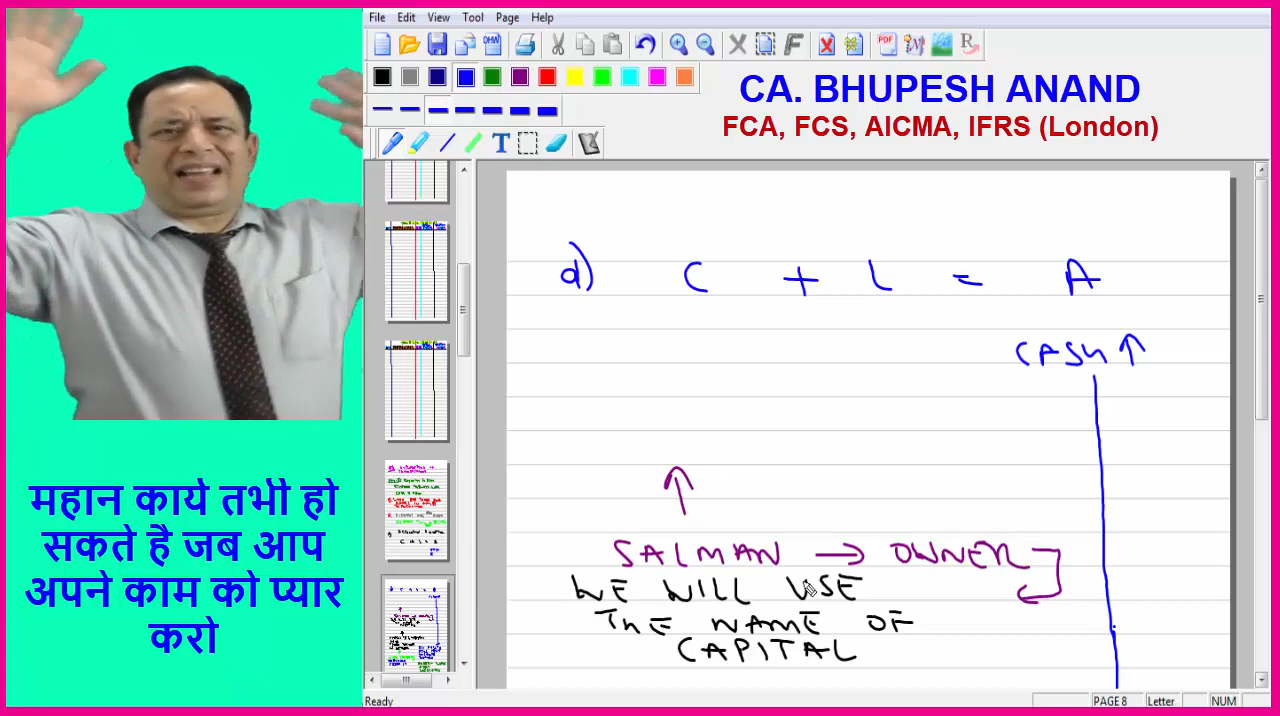 File Edit View Tool Page Help
CA. BHUPESH ANAND
FCA, FCS, AICMA, IFRS (London)
d) C + L = A
CASH ↑
↑
SALMAN → OWNER
WE WILL USE
THE NAME OF
CAPITAL
महान कार्य तभी हो
सकते है जब आप
अपने काम को प्यार
करो
Ready PAGE 8 Letter NUM